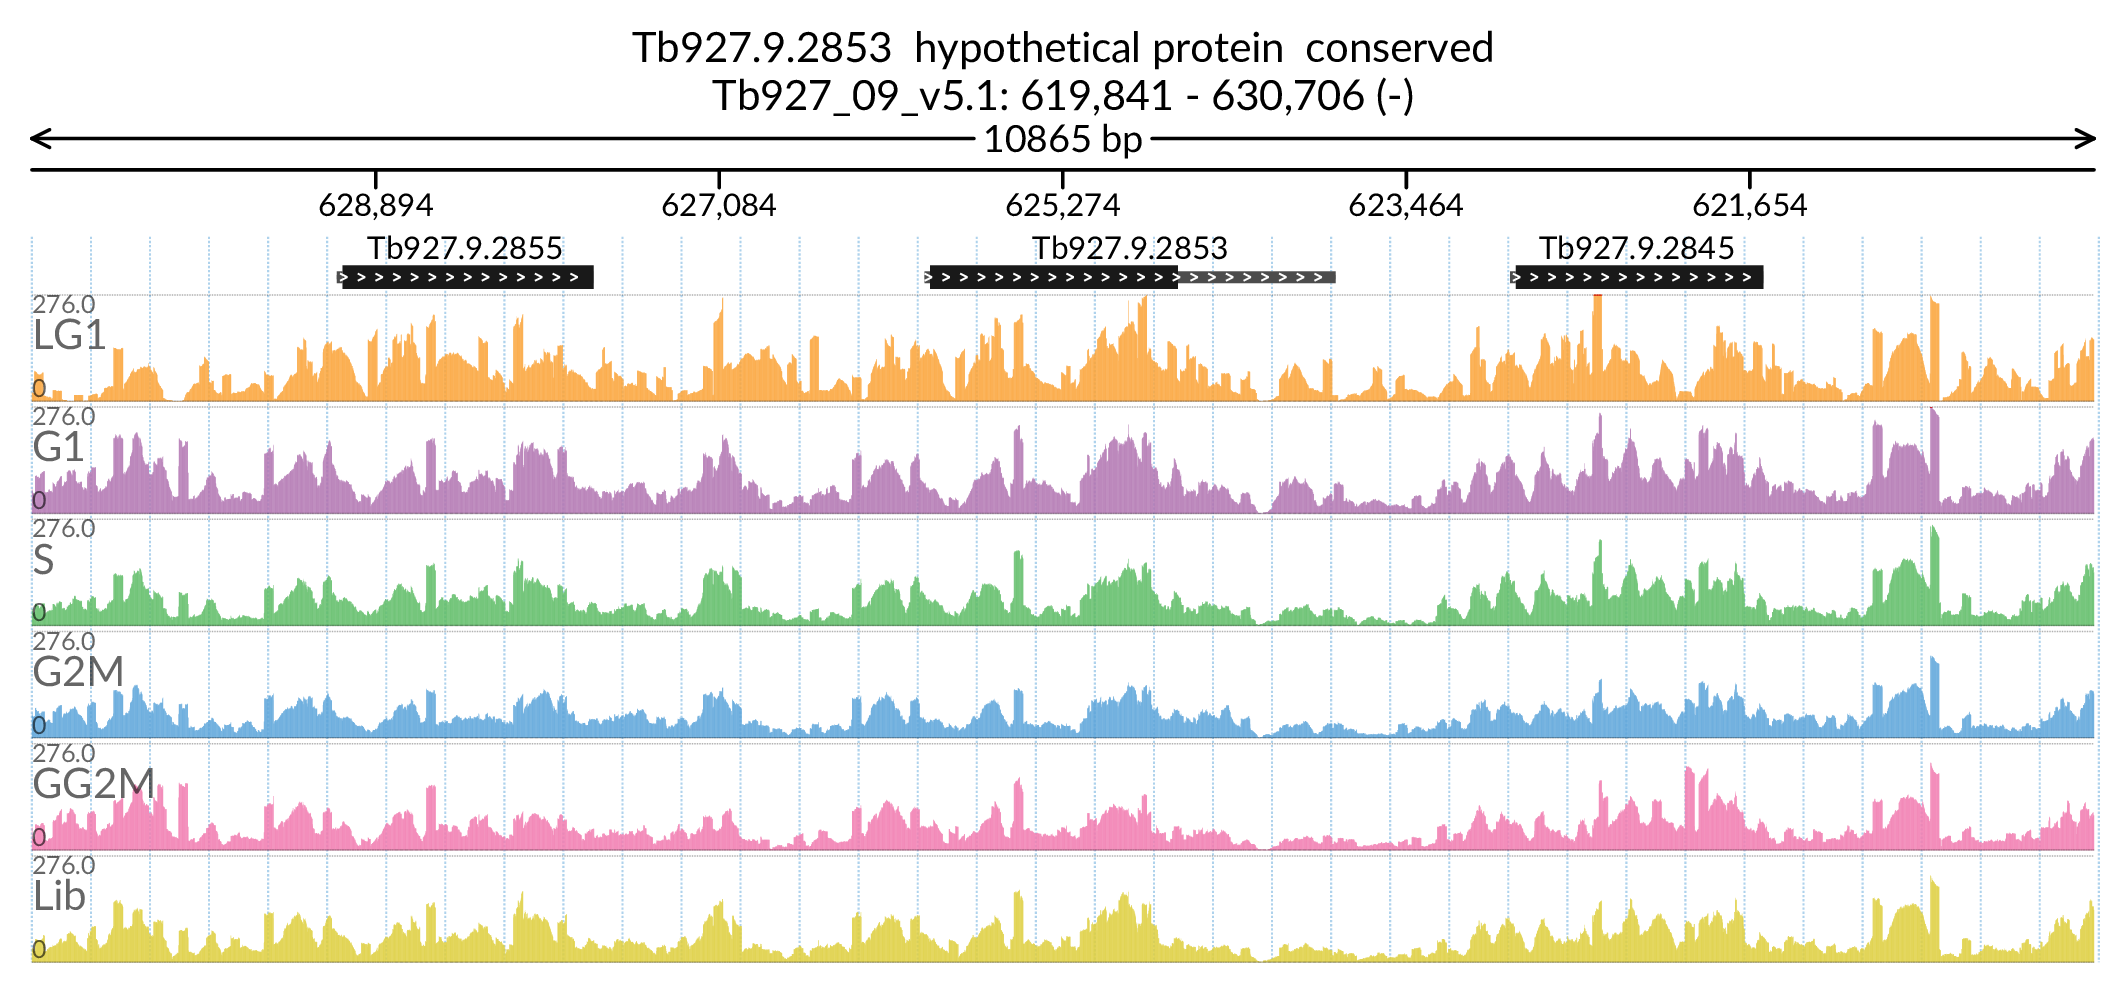 Tb927.9.2853  hypothetical protein  conserved
Tb927_09_v5.1: 619,841 - 630,706 (-)
10865 bp
628,894 627,084 625,274 623,464 621,654
Tb927.9.2855 Tb927.9.2853 Tb927.9.2845
276.0
LG1
0
276.0
G1
0
276.0
S
0
276.0
G2M
0
276.0
GG2M
0
276.0
Lib
0